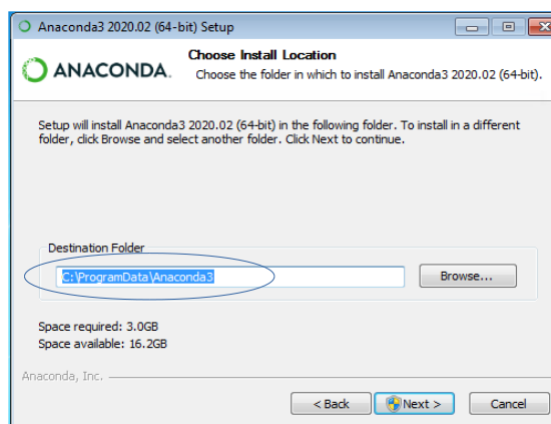 Anaconda3 2020.02 (64-bit) Setup
Choose Install Location
ANACONDA.
Choose the folder in which to install Anaconda3 2020.02 (64-bit).
Setup will install Anaconda3 2020.02 (64-bit) in the following folder. To install in a different
folder, click Browse and select another folder. Click Next to continue.
Destination Folder
C:\ProgramData\Anaconda3
Browse...
Space required: 3.0GB
Space available: 16.2GB
Anaconda, Inc.
< Back
Next >
Cancel